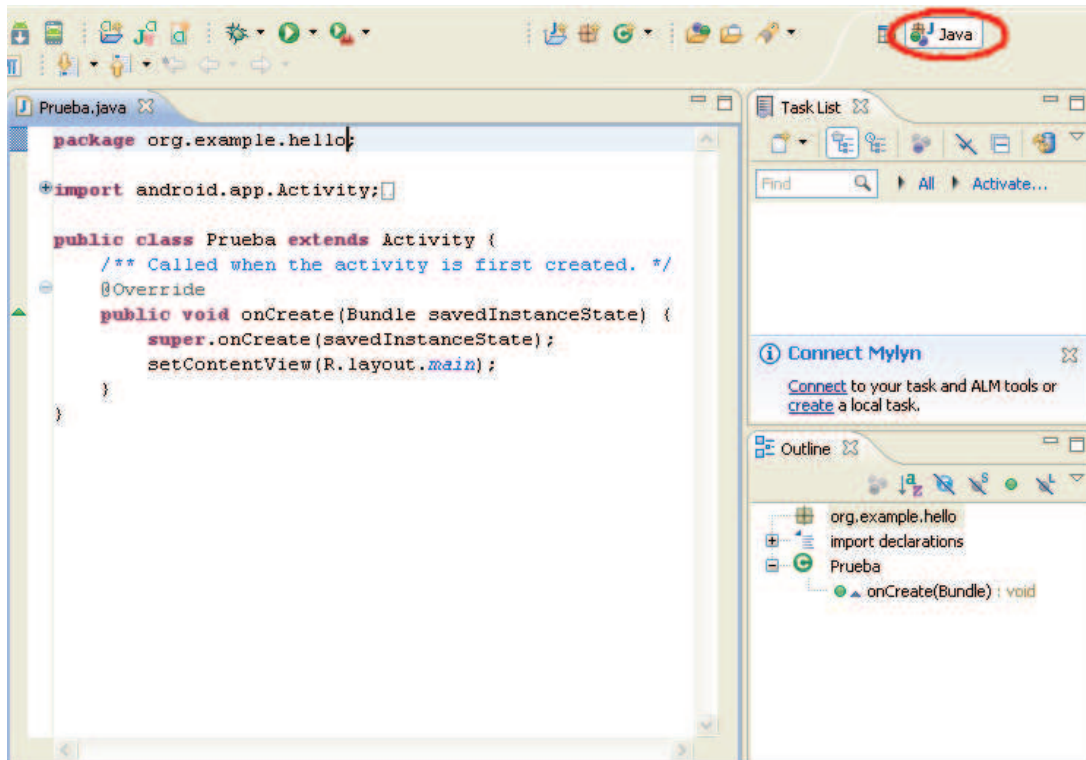 Java
Prueba.java
package org.example.hello;
import android.app.Activity;
public class Prueba extends Activity {
/** Called when the activity is first created. */
@Override
public void onCreate(Bundle savedInstanceState) {
super.onCreate(savedInstanceState);
setContentView(R.layout.main);
}
}
Task List
Find
All
Activate...
Connect Mylyn
Connect to your task and ALM tools or
create a local task.
Outline
org.example.hello
import declarations
Prueba
onCreate(Bundle) : void